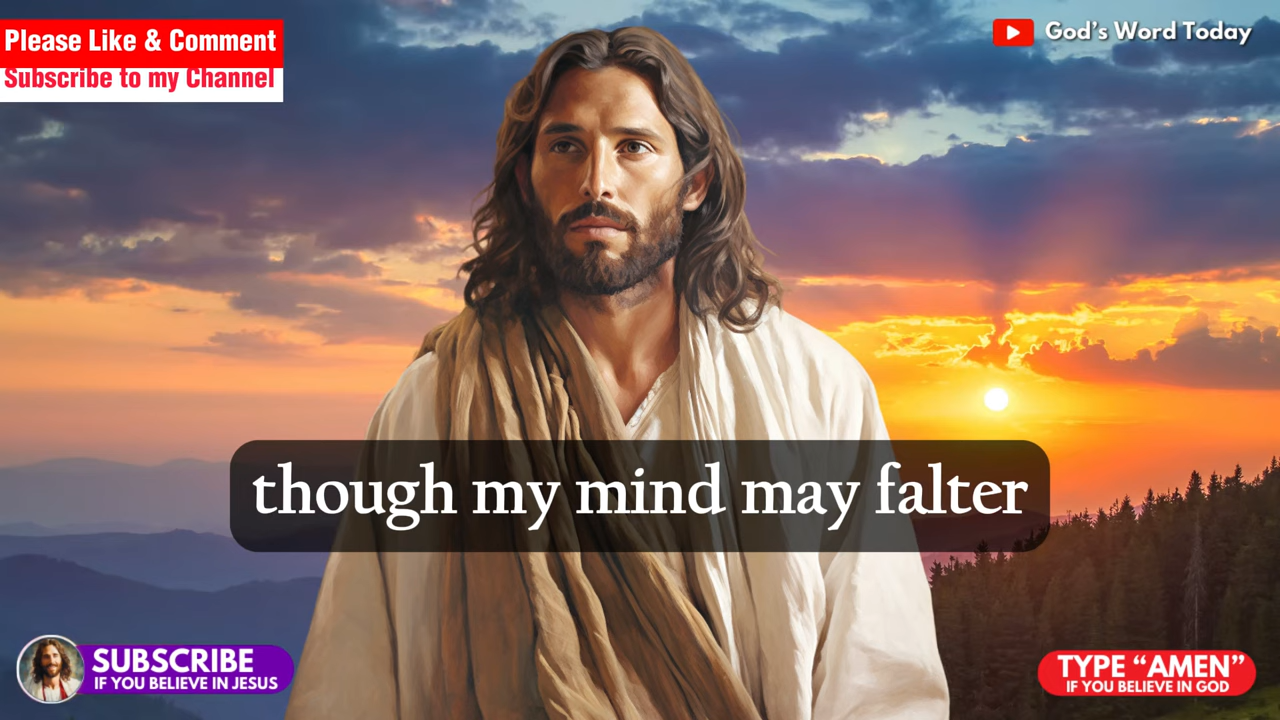 Please Like & Comment
Subscribe to my Channel
God's Word Today
though my mind may falter
SUBSCRIBE
IF YOU BELIEVE IN JESUS
TYPE “AMEN”
IF YOU BELIEVE IN GOD